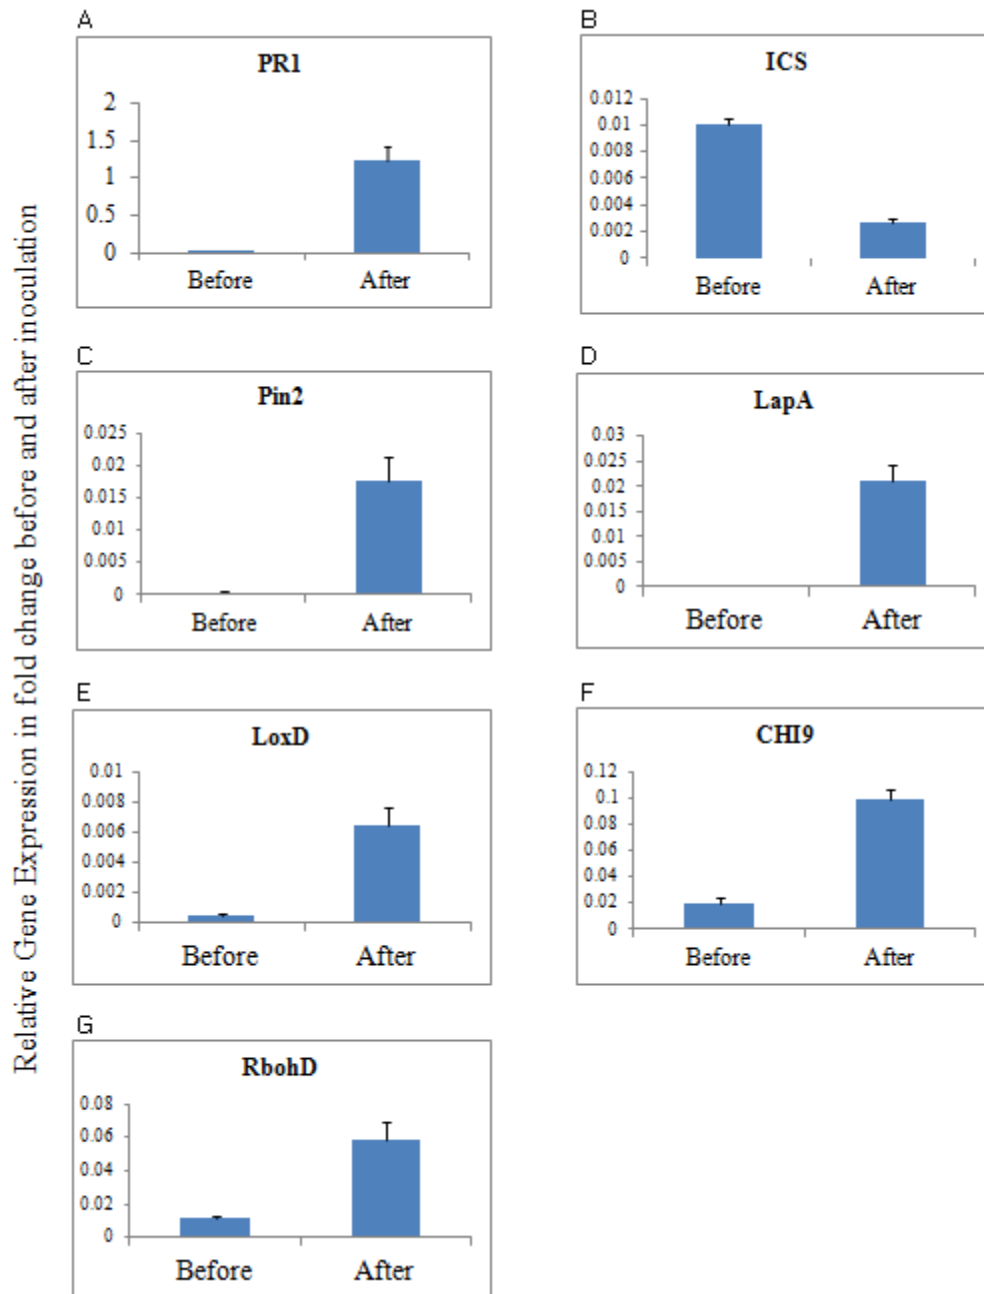 Relative Gene Expression in fold change before and after inoculation
A
PR1
2
1.5
1
0.5
0
Before After
B
ICS
0.012
0.01
0.008
0.006
0.004
0.002
0
Before After
C
Pin2
0.025
0.02
0.015
0.01
0.005
0
Before After
D
LapA
0.03
0.025
0.02
0.015
0.01
0.005
0
Before After
E
LoxD
0.01
0.008
0.006
0.004
0.002
0
Before After
F
CHI9
0.12
0.1
0.08
0.06
0.04
0.02
0
Before After
G
RbohD
0.08
0.06
0.04
0.02
0
Before After